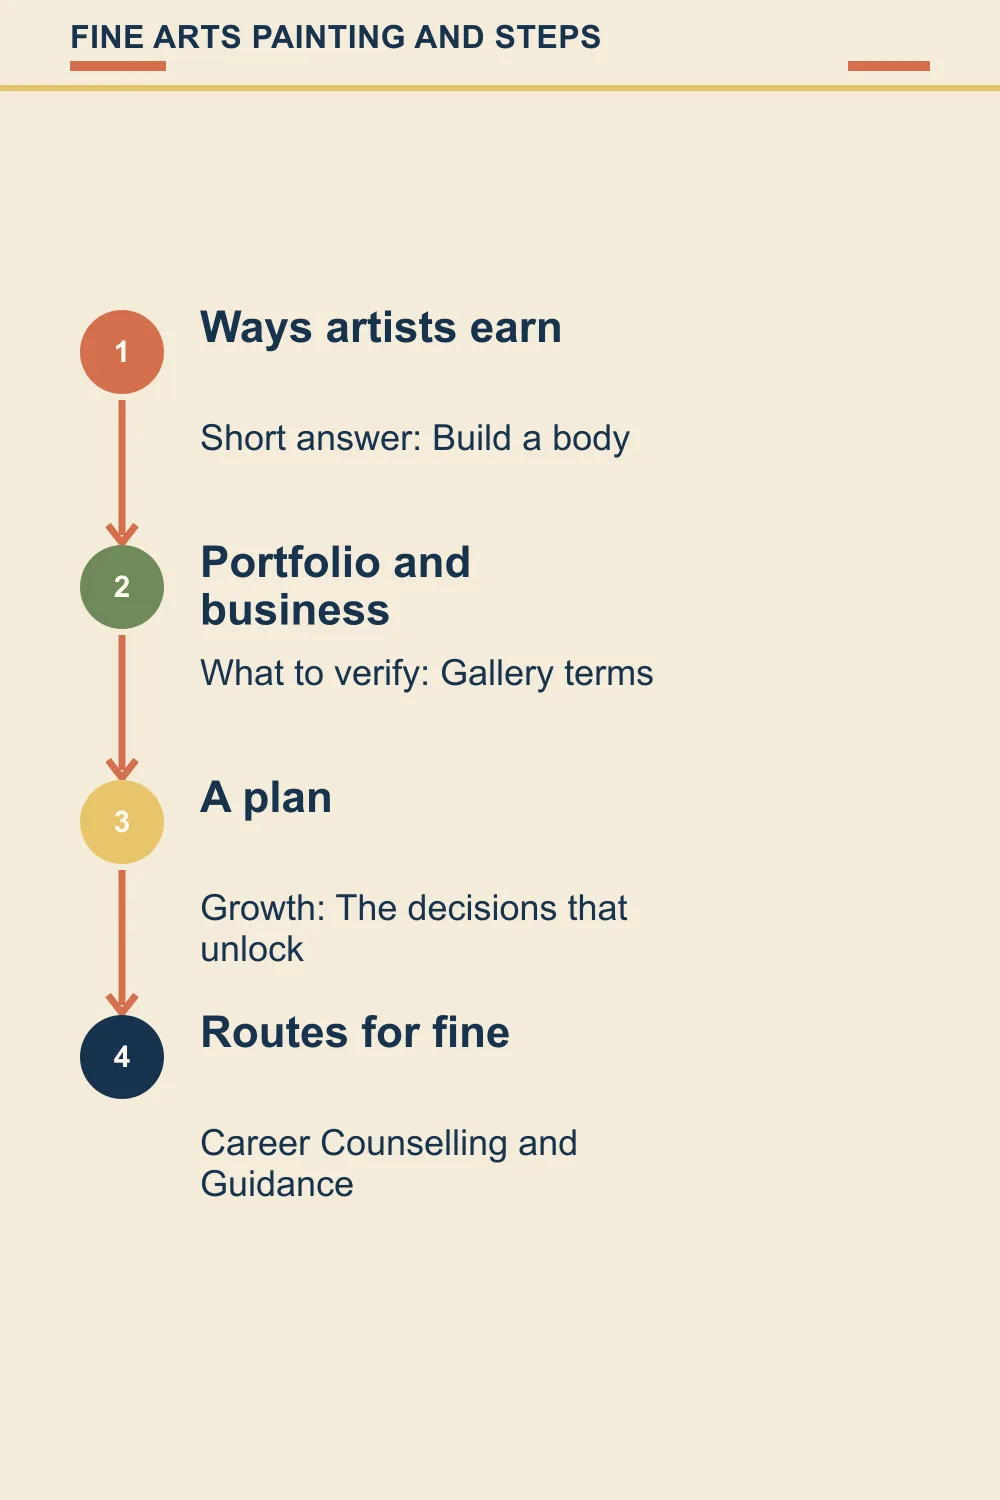 FINE ARTS PAINTING AND STEPS
1
Ways artists earn
Short answer: Build a body
2
Portfolio and
business
What to verify: Gallery terms
3
A plan
Growth: The decisions that
unlock
4
Routes for fine
Career Counselling and
Guidance